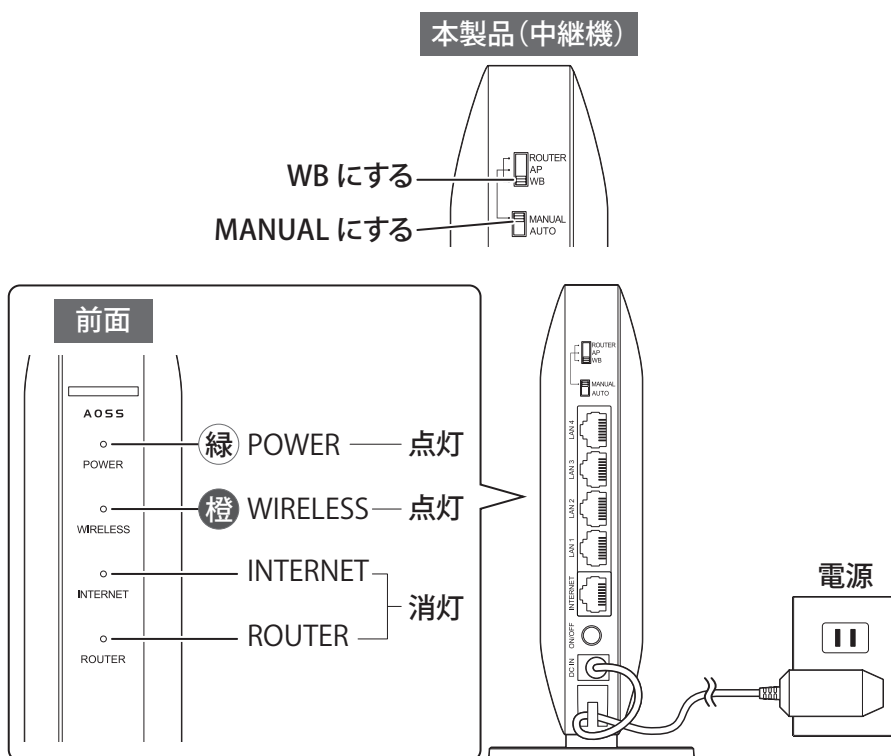 本製品（中継機）
ROUTER
AP
WB
WB にする
MANUAL
AUTO
MANUAL にする
前面
AOSS
POWER
緑 POWER 点灯
WIRELESS
橙 WIRELESS 点灯
INTERNET
INTERNET
消灯
ROUTER
ROUTER
ROUTER
AP
WB
MANUAL
AUTO
LAN 4
LAN 3
LAN 2
LAN 1
INTERNET
ON/OFF
DC IN
電源